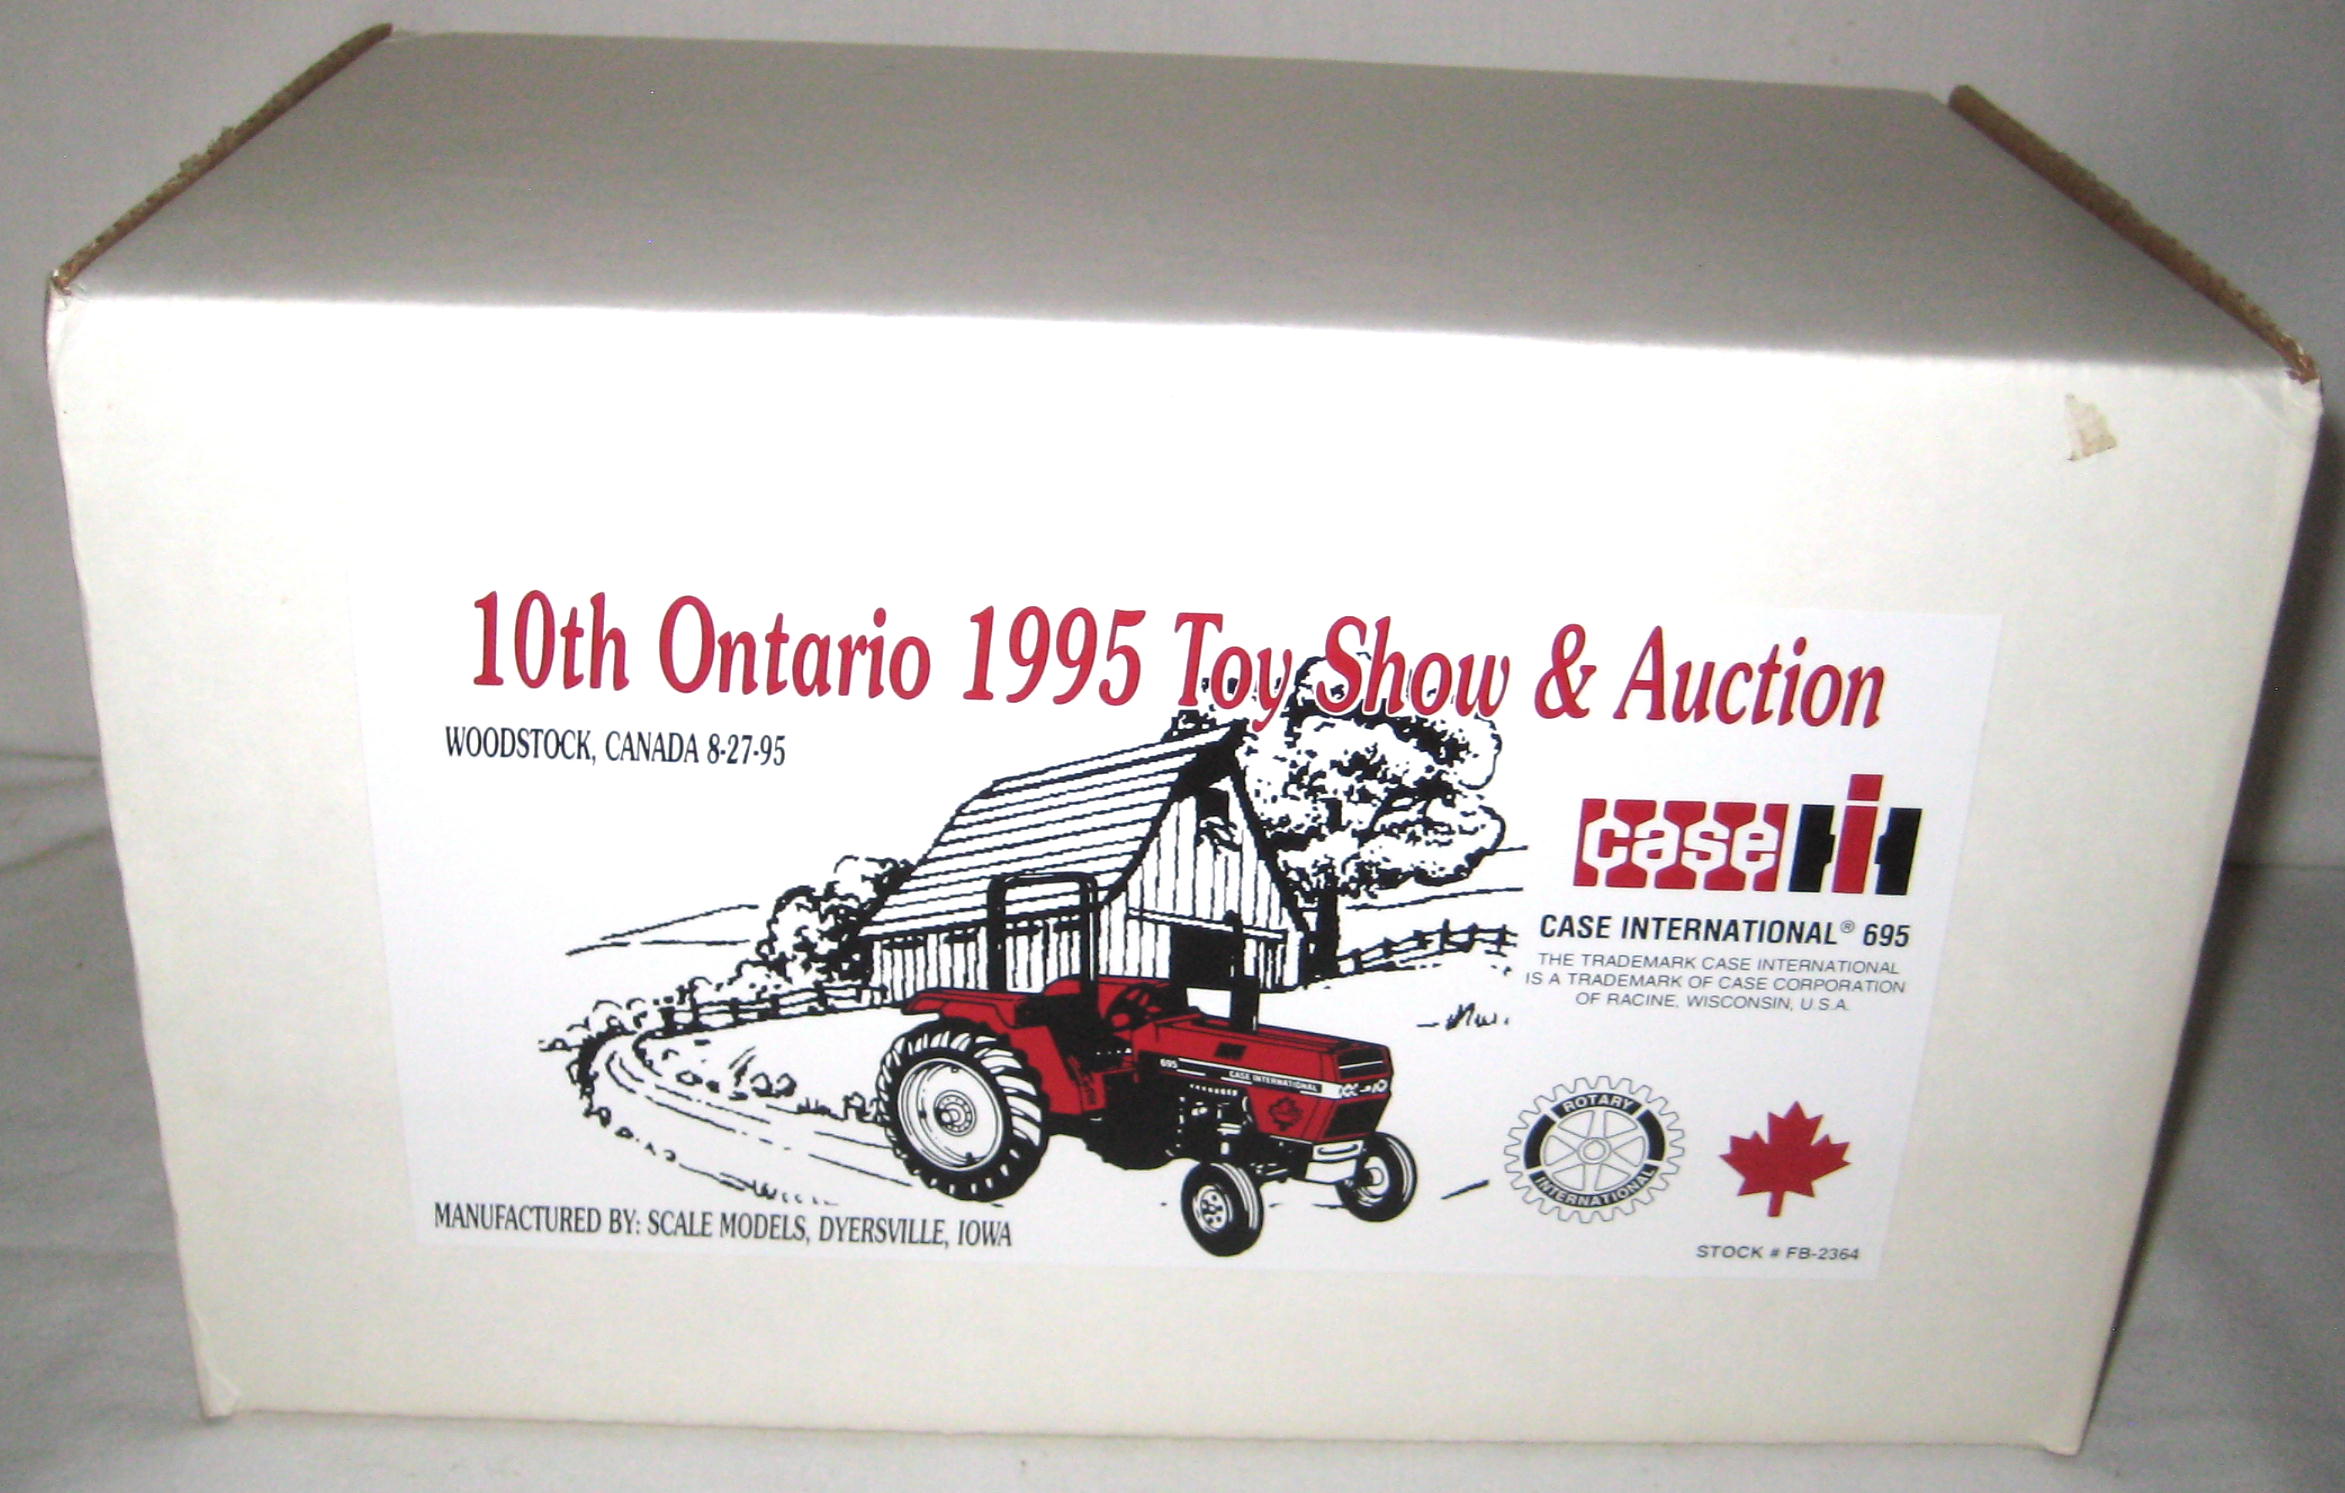 10th Ontario 1995 Toy Show & Auction
WOODSTOCK, CANADA 8-27-95
case IH
CASE INTERNATIONAL® 695
THE TRADEMARK CASE INTERNATIONAL
IS A TRADEMARK OF CASE CORPORATION
OF RACINE, WISCONSIN, U.S.A.
695 CASE INTERNATIONAL
ROTARY
INTERNATIONAL
MANUFACTURED BY: SCALE MODELS, DYERSVILLE, IOWA
STOCK # FB-2364